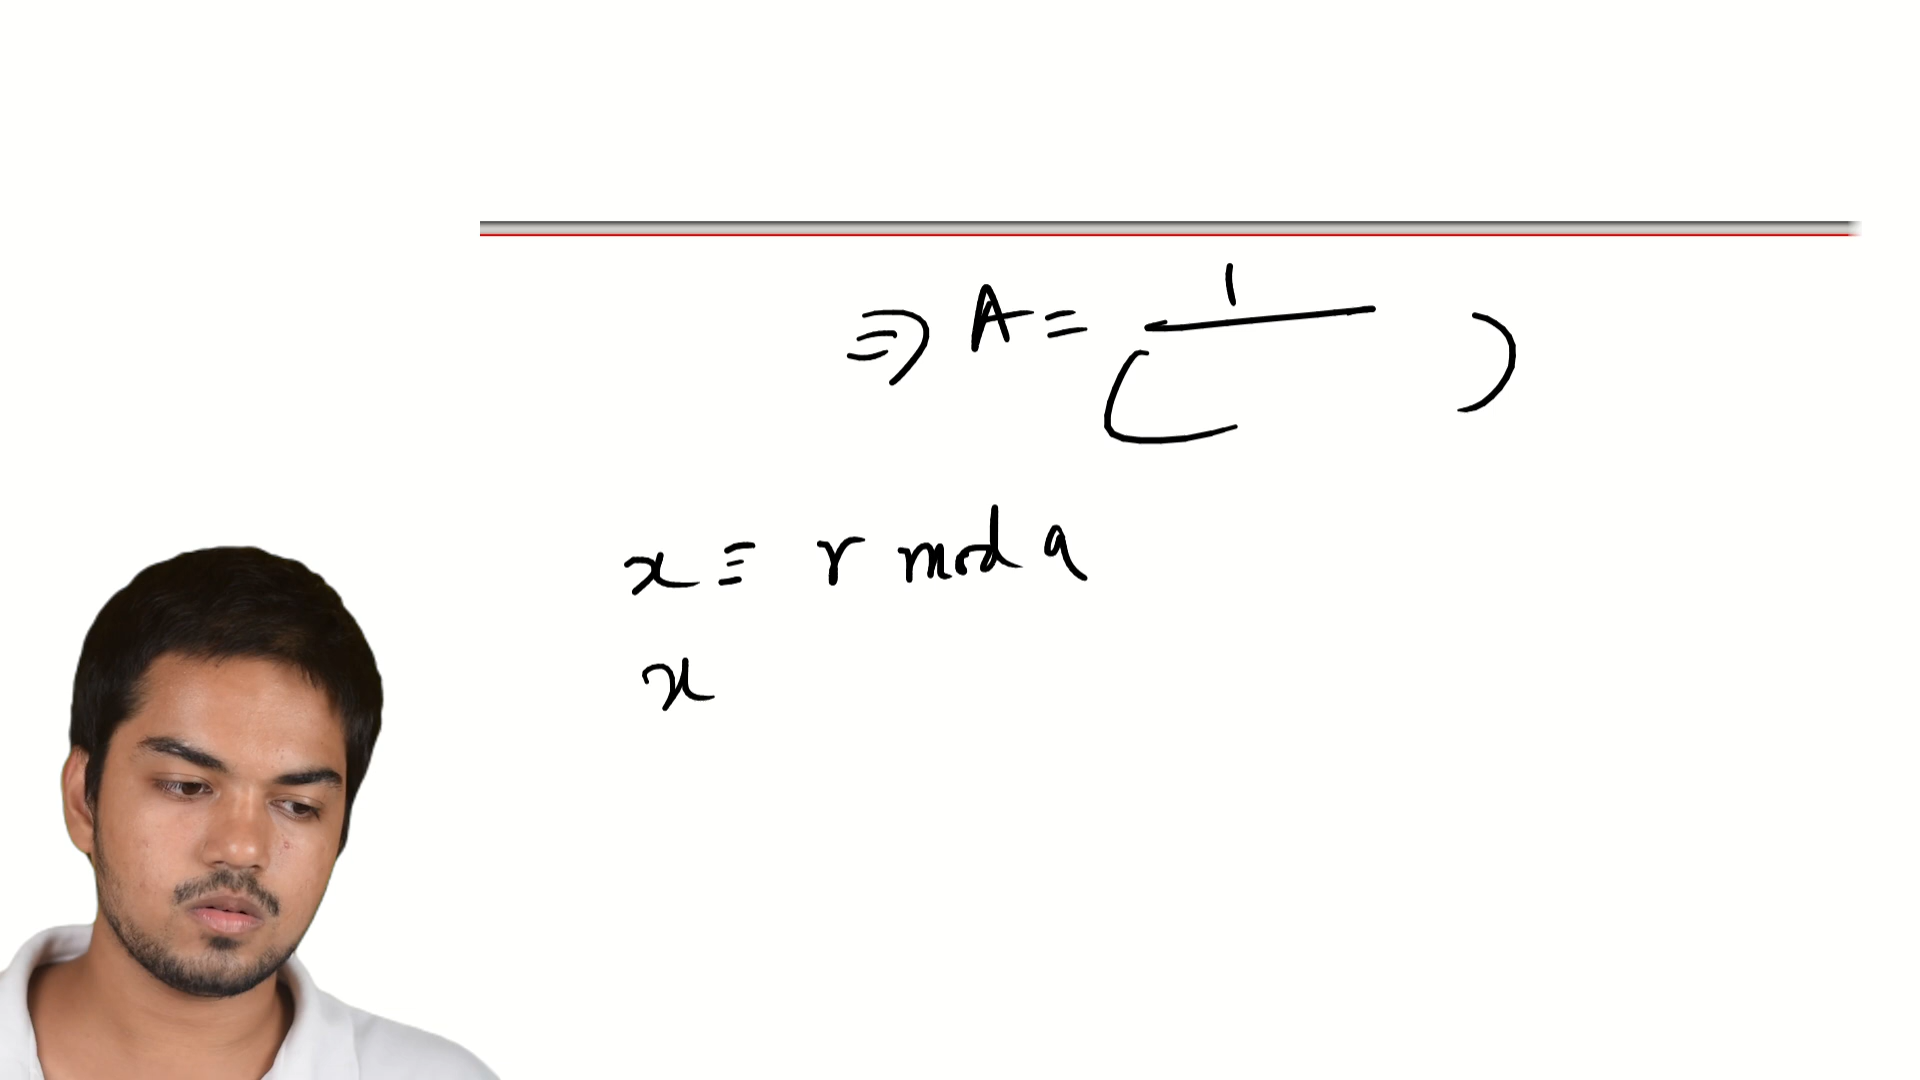 ⇒ A = 1 / ( )
x ≡ r mod q
x